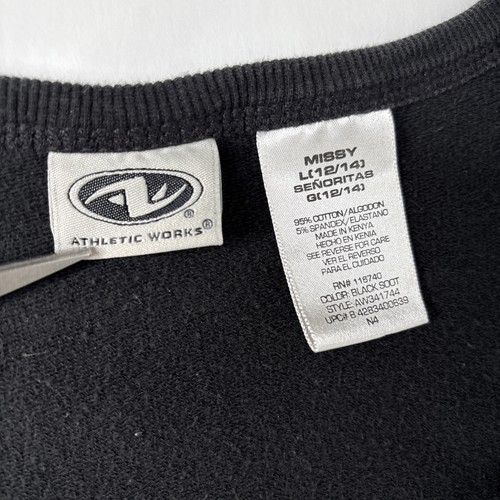 ATHLETIC WORKS®
MISSY
L(12/14)
SEÑORITAS
G(12/14)
95% COTTON/ALGODON
5% SPANDEX/ELASTANO
MADE IN KENYA
HECHO EN KENIA
SEE REVERSE FOR CARE
VER EL REVERSO
PARA EL CUIDADO
RN# 118740
COLOR: BLACK SOOT
STYLE: AW341744
UPC# 8 4283400639
N4